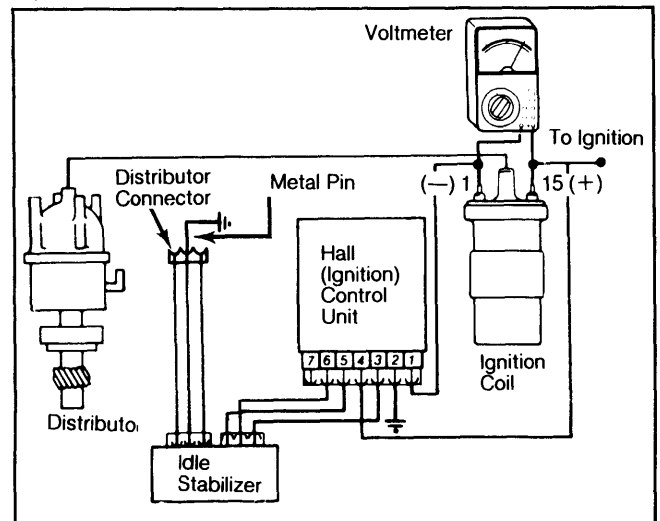 Voltmeter
To Ignition
Distributor
Connector
Metal Pin
(—) 1
15 (+)
Hall
(Ignition)
Control
Unit
7 6 5 4 3 2 1
Ignition
Coil
Distributo
Idle
Stabilizer